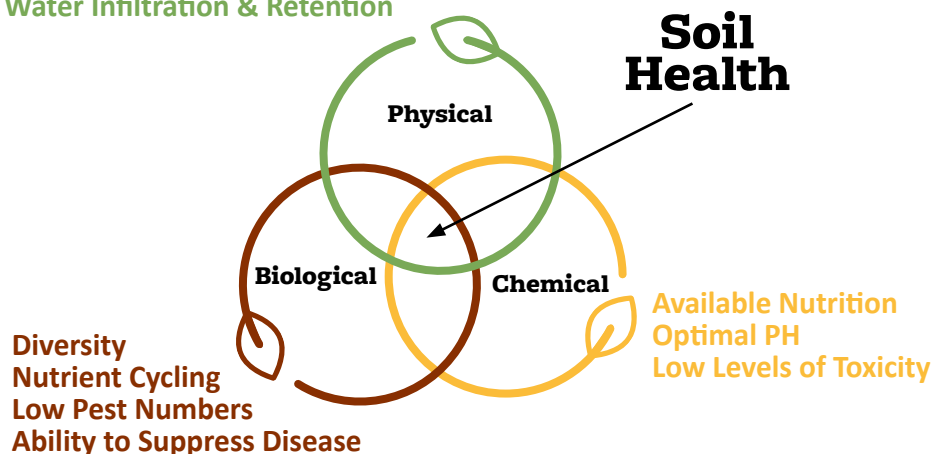 Water Infiltration & Retention
Soil
Health
Physical
Biological
Chemical
Available Nutrition
Optimal PH
Low Levels of Toxicity
Diversity
Nutrient Cycling
Low Pest Numbers
Ability to Suppress Disease